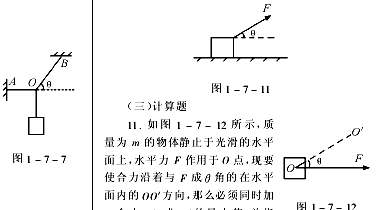 A
O
θ
B
图 1-7-7
F
θ
图 1-7-11
(三)计算题
11. 如图 1-7-12 所示,质
量为 m 的物体静止于光滑的水平
面上,水平力 F 作用于 O 点,现要
使合力沿着与 F 成 θ 角的在水平
面内的 OO′ 方向,那么必须同时加
O′
O
θ
F
图 1-7-12